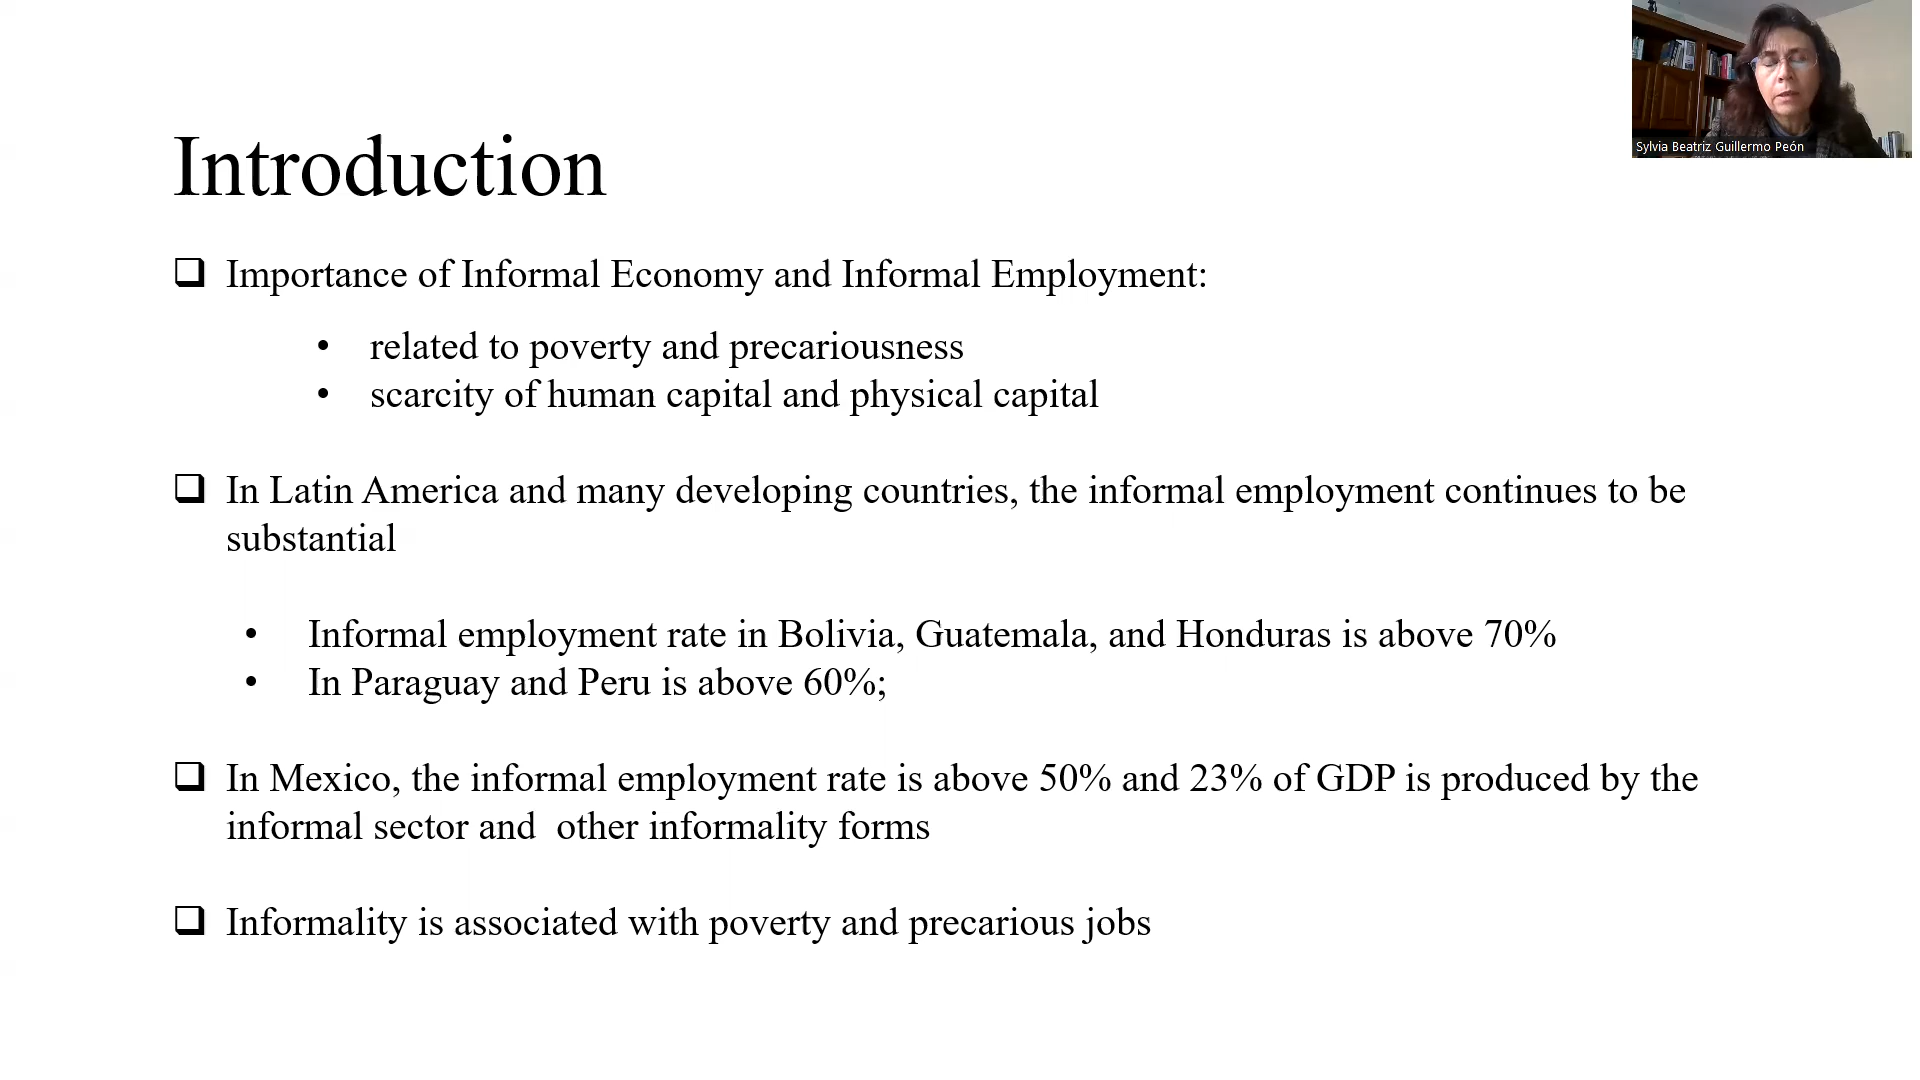 Sylvia Beatriz Guillermo Peón
Introduction
❑ Importance of Informal Economy and Informal Employment:
• related to poverty and precariousness
• scarcity of human capital and physical capital
❑ In Latin America and many developing countries, the informal employment continues to be
substantial
• Informal employment rate in Bolivia, Guatemala, and Honduras is above 70%
• In Paraguay and Peru is above 60%;
❑ In Mexico, the informal employment rate is above 50% and 23% of GDP is produced by the
informal sector and  other informality forms
❑ Informality is associated with poverty and precarious jobs